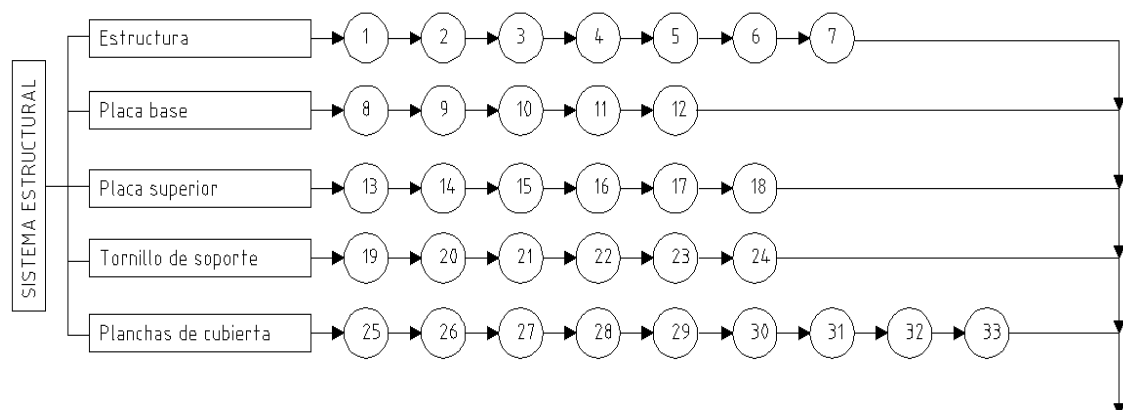 SISTEMA ESTRUCTURAL
Estructura 1 2 3 4 5 6 7
Placa base 8 9 10 11 12
Placa superior 13 14 15 16 17 18
Tornillo de soporte 19 20 21 22 23 24
Planchas de cubierta 25 26 27 28 29 30 31 32 33